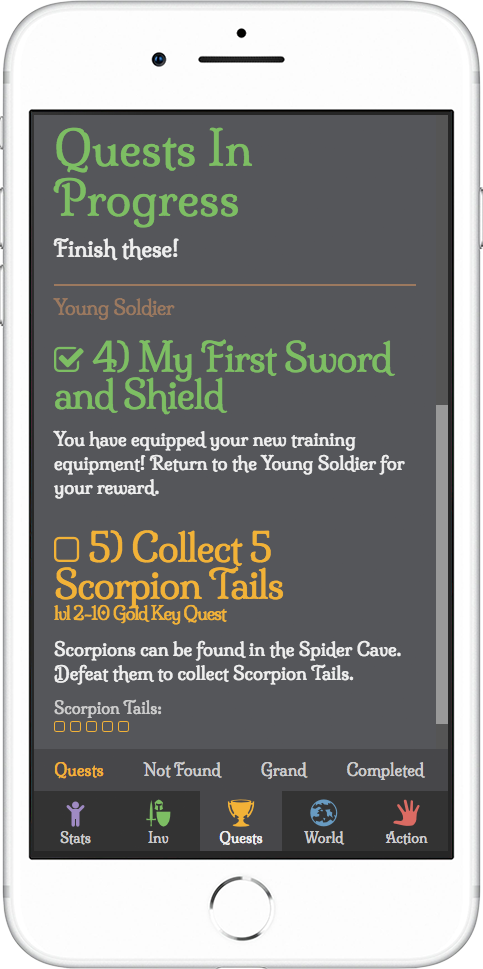 Quests In
Progress
Finish these!
Young Soldier
4) My First Sword
and Shield
You have equipped your new training
equipment! Return to the Young Soldier for
your reward.
5) Collect 5
Scorpion Tails
lvl 2-10 Gold Key Quest
Scorpions can be found in the Spider Cave.
Defeat them to collect Scorpion Tails.
Scorpion Tails:
Quests Not Found Grand Completed
Stats Inv Quests World Action